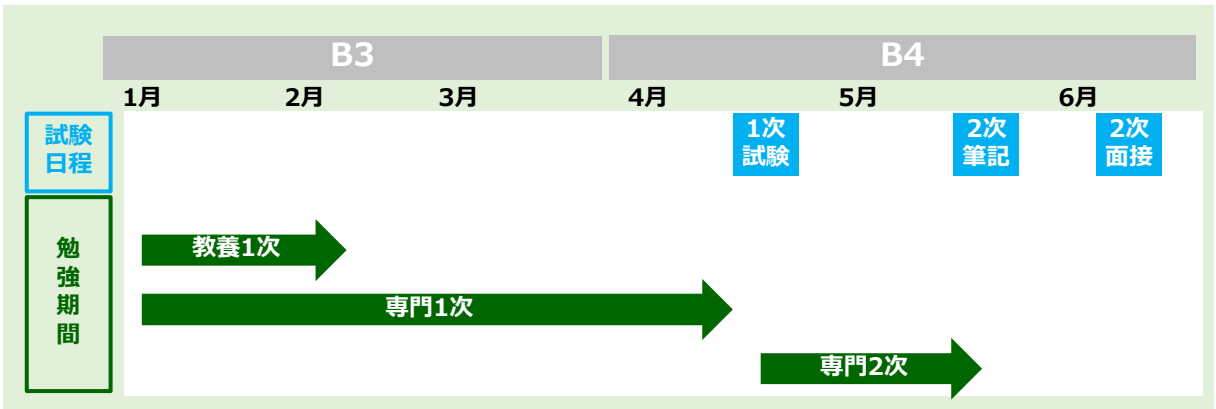 B3 B4
1月 2月 3月 4月 5月 6月
試験
日程
1次
試験
2次
筆記
2次
面接
勉
強
期
間
教養1次
専門1次
専門2次